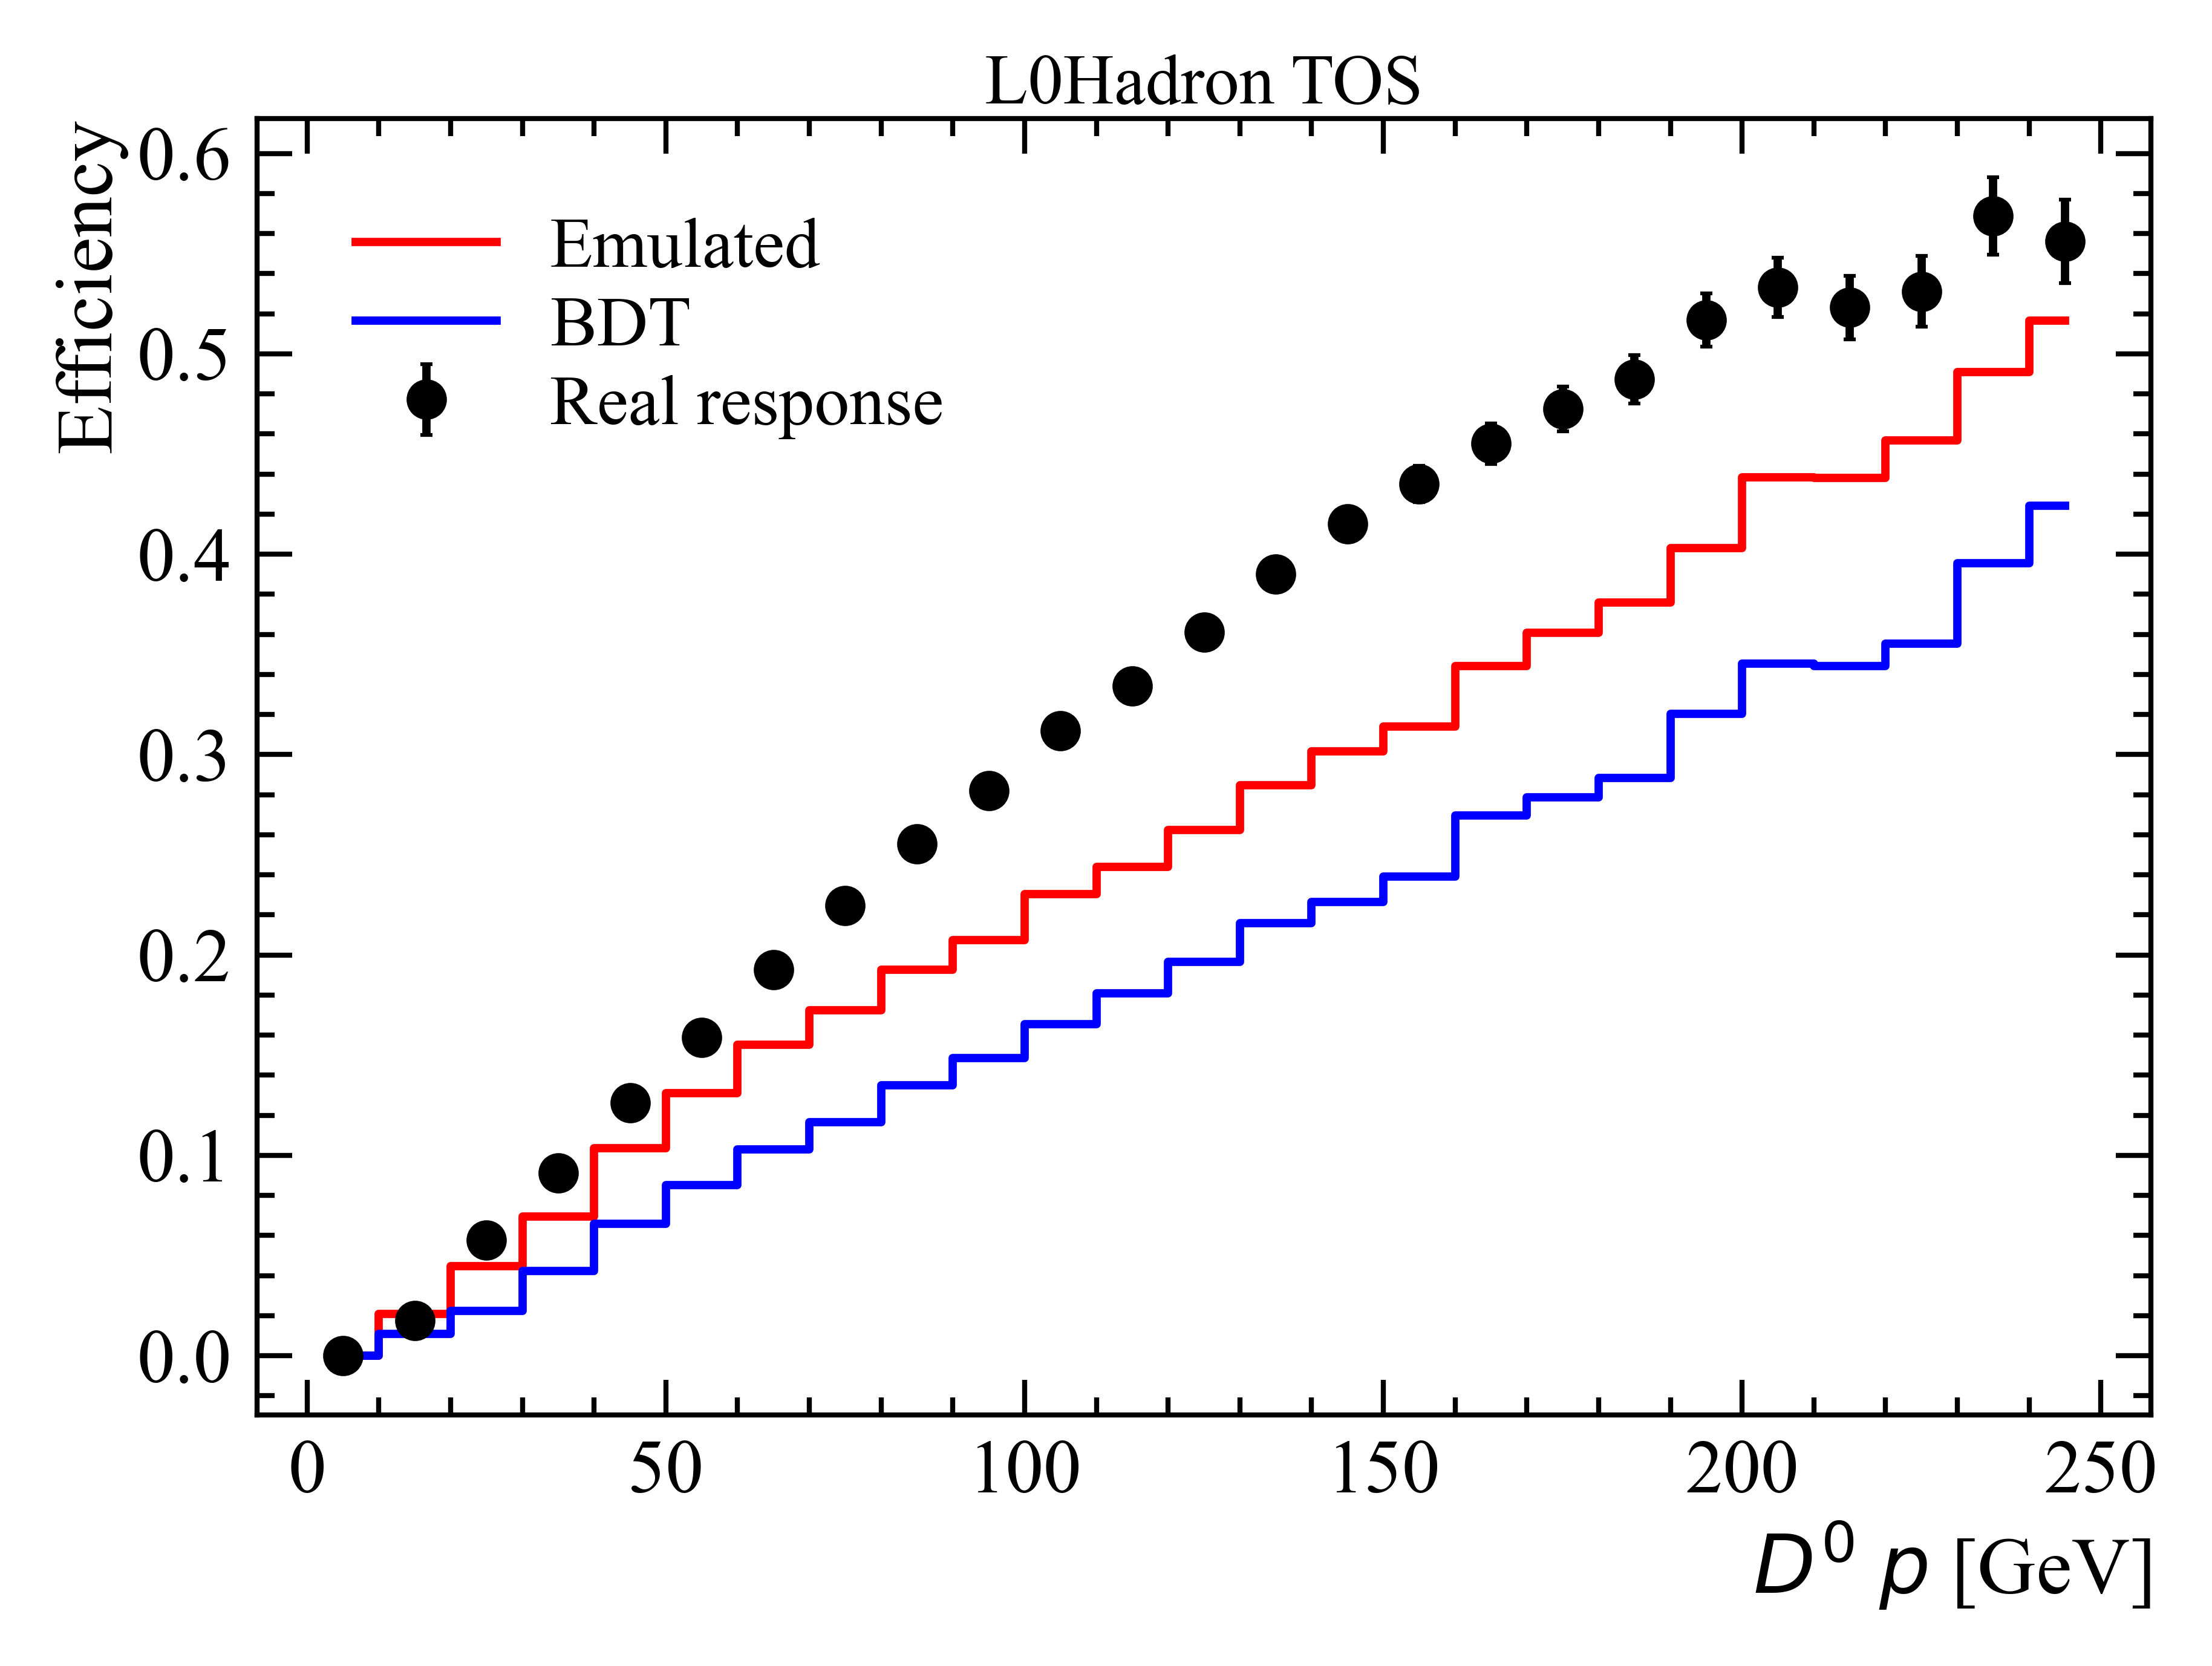 L0Hadron TOS
Efficiency
0.6
0.5
0.4
0.3
0.2
0.1
0.0
Emulated
BDT
Real response
0 50 100 150 200 250
D⁰ p [GeV]